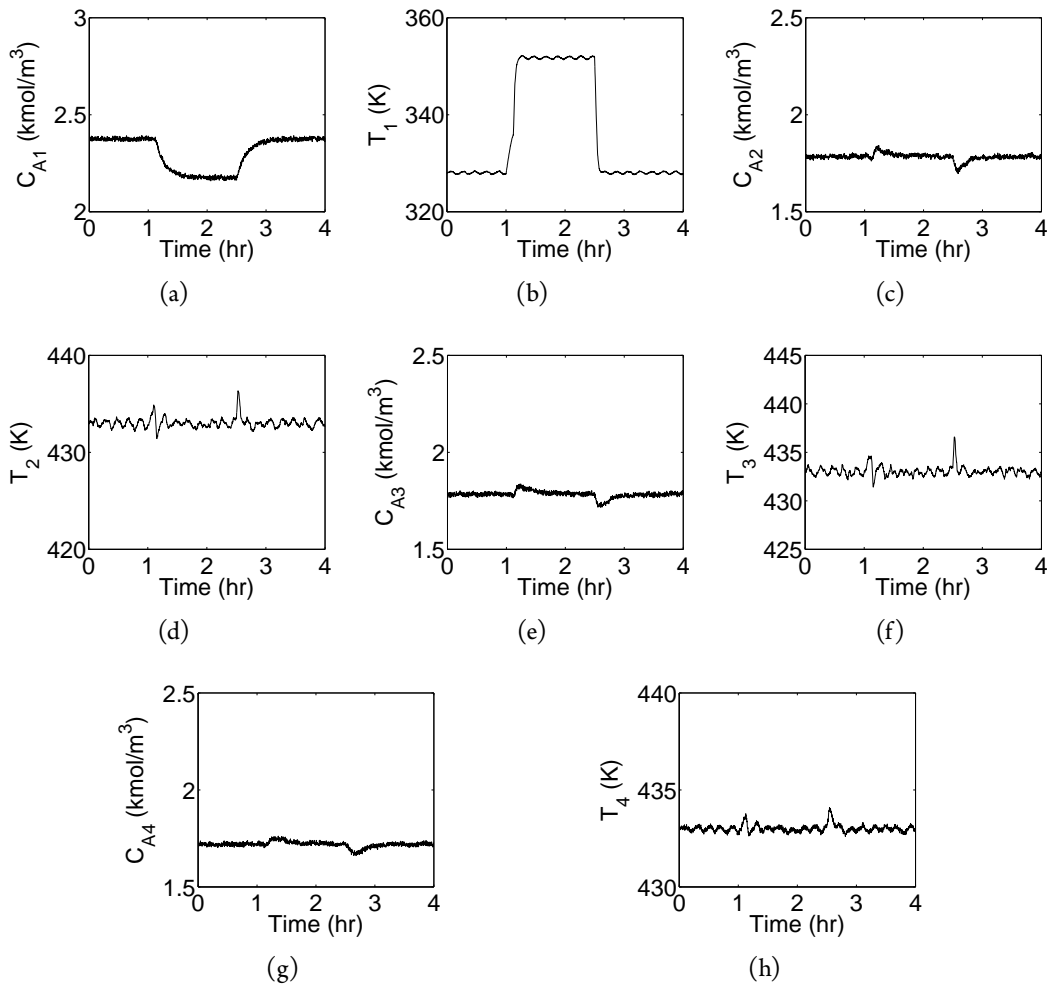 3
2.5
2
C_A1 (kmol/m^3)
0 1 2 3 4
Time (hr)
(a)
360
340
320
T_1 (K)
0 1 2 3 4
Time (hr)
(b)
2.5
2
1.5
C_A2 (kmol/m^3)
0 1 2 3 4
Time (hr)
(c)
440
430
420
T_2 (K)
0 1 2 3 4
Time (hr)
(d)
2.5
2
1.5
C_A3 (kmol/m^3)
0 1 2 3 4
Time (hr)
(e)
445
440
435
430
425
T_3 (K)
0 1 2 3 4
Time (hr)
(f)
2.5
2
1.5
C_A4 (kmol/m^3)
0 1 2 3 4
Time (hr)
(g)
440
435
430
T_4 (K)
0 1 2 3 4
Time (hr)
(h)